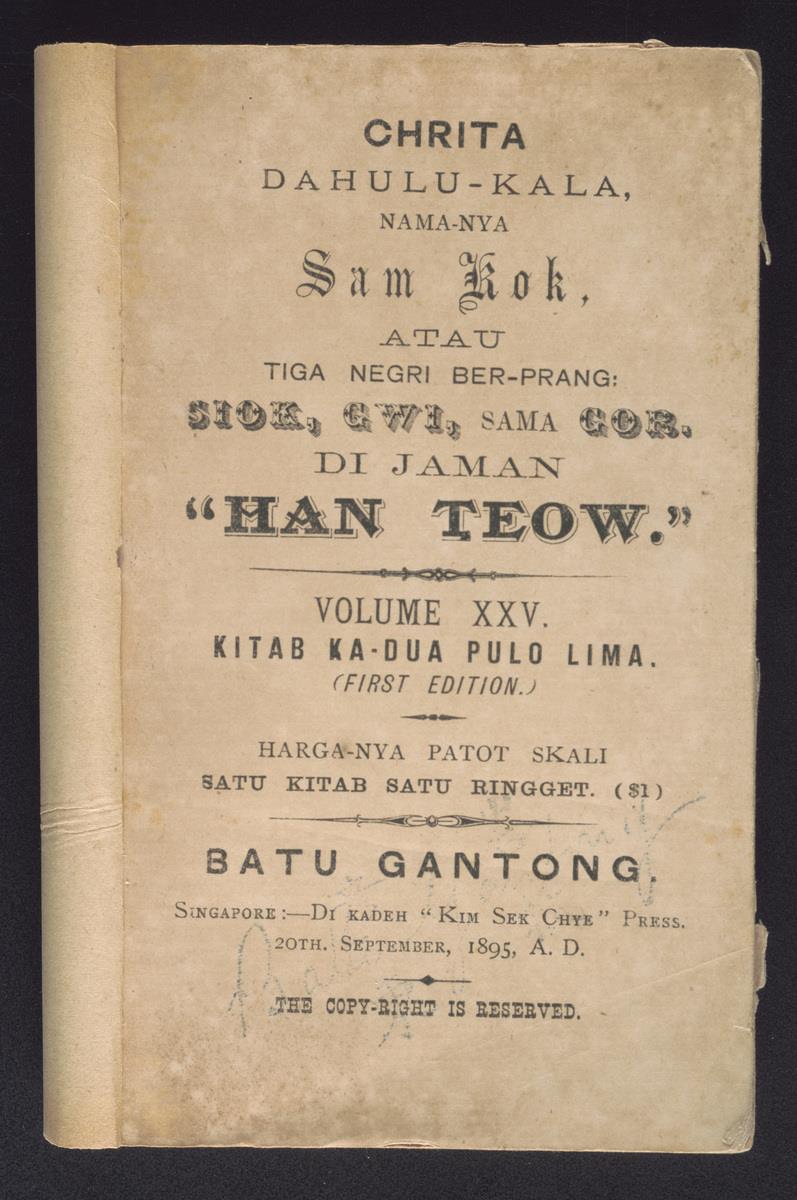 CHRITA
DAHULU-KALA,
NAMA-NYA
Sam Kok,
ATAU
TIGA NEGRI BER-PRANG:
SIOK, GWI, SAMA GOR.
DI JAMAN
“HAN TEOW.”
VOLUME XXV.
KITAB KA-DUA PULO LIMA.
(FIRST EDITION.)
HARGA-NYA PATOT SKALI
SATU KITAB SATU RINGGET. ($1)
BATU GANTONG.
SINGAPORE:—DI KADEH “KIM SEK CHYE” PRESS.
20TH. SEPTEMBER, 1895, A. D.
THE COPY-RIGHT IS RESERVED.